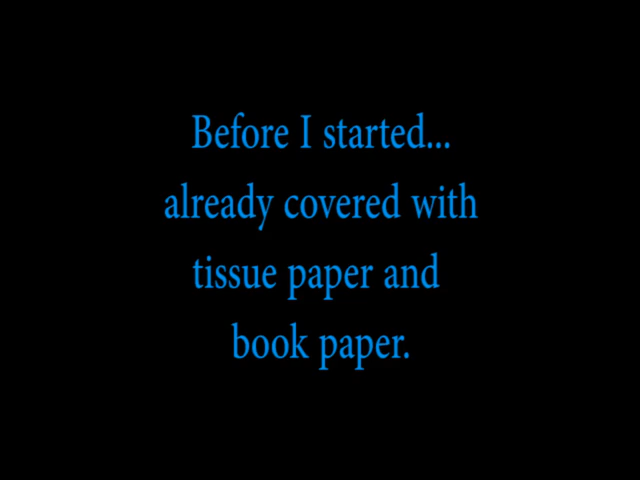 Before I started...
already covered with
tissue paper and
book paper.